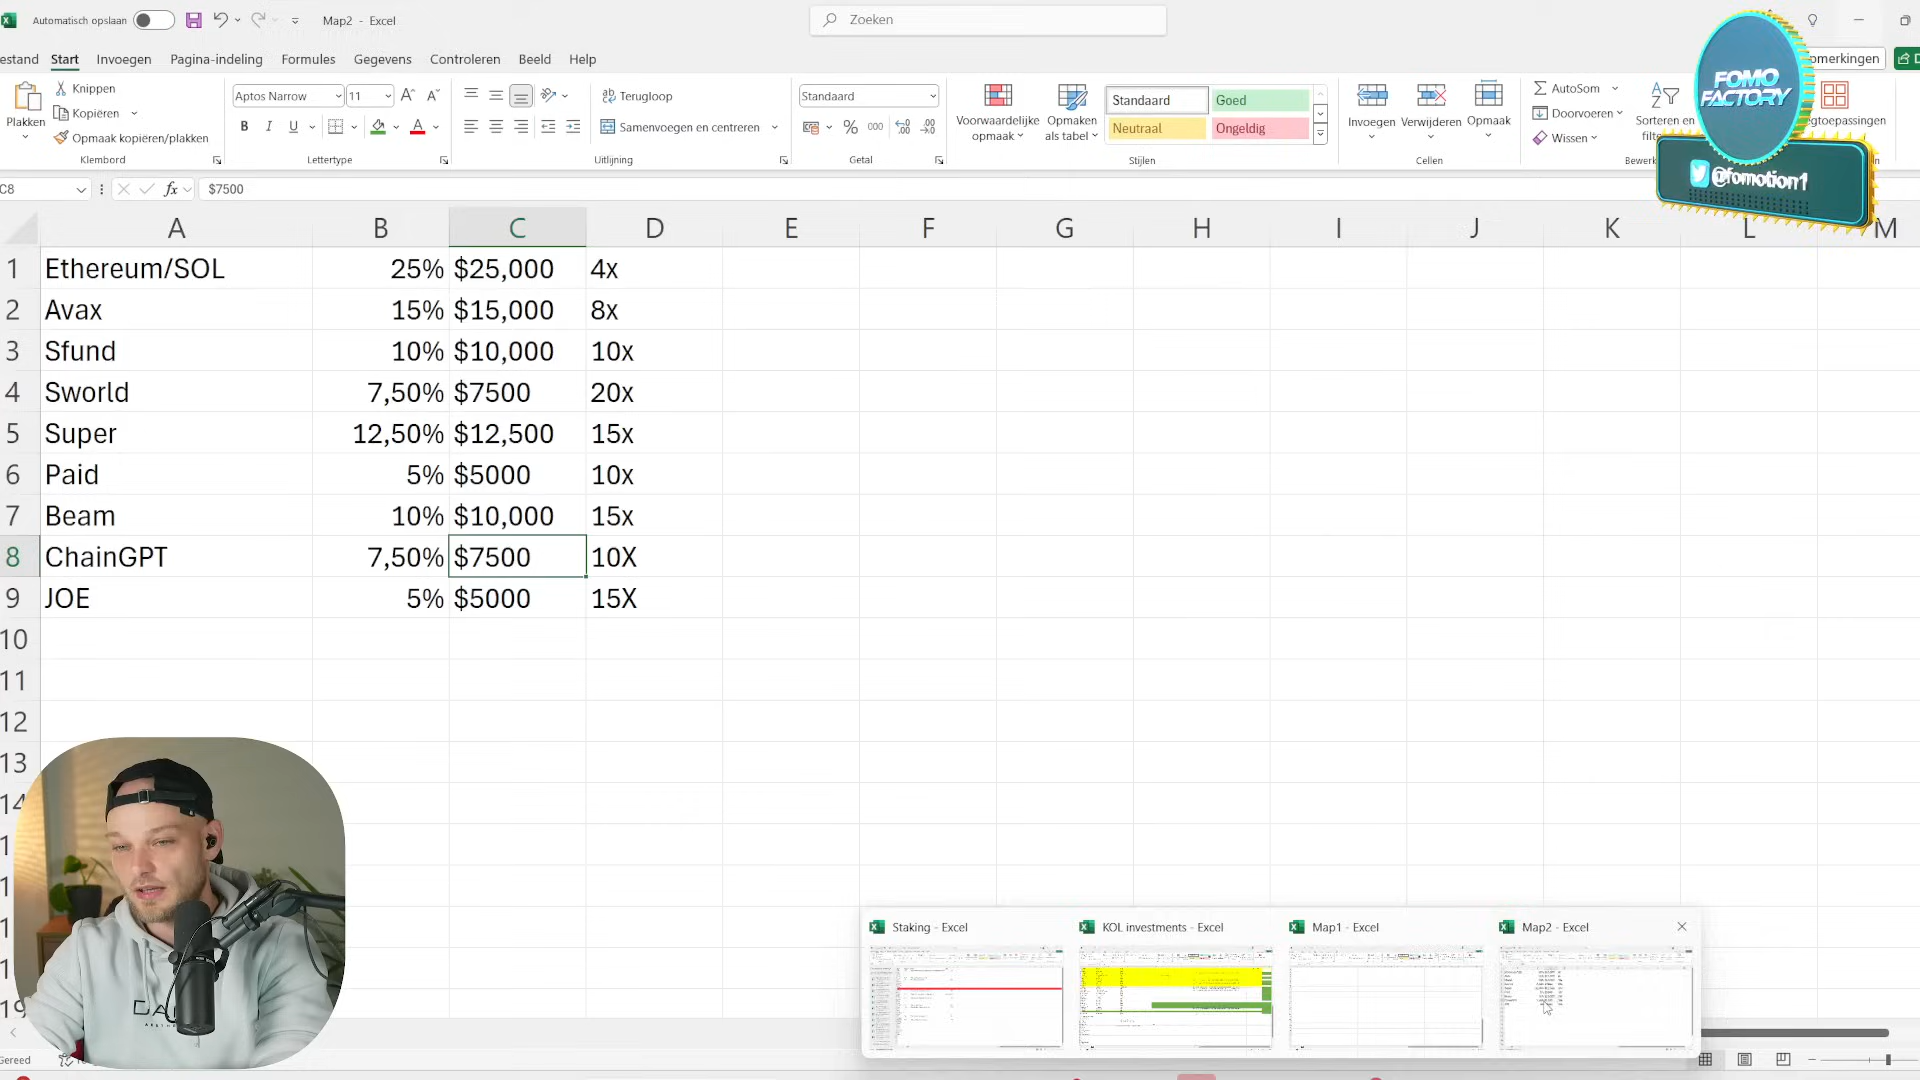 Automatisch opslaan
Map2 - Excel
Zoeken
estand Start Invoegen Pagina-indeling Formules Gegevens Controleren Beeld Help
omerkingen
Plakken
Knippen
Kopiëren
Opmaak kopiëren/plakken
Klembord
Aptos Narrow 11
B I U
Lettertype
Terugloop
Samenvoegen en centreren
Uitlijning
Standaard
% 000
Getal
Voorwaardelijke opmaak
Opmaken als tabel
Standaard Goed
Neutraal Ongeldig
Stijlen
Invoegen Verwijderen Opmaak
Cellen
AutoSom
Doorvoeren
Wissen
Sorteren en
Bewerk
FOMO
FACTORY
@fomotion1
C8 fx $7500
A B C D E F G H I J K L M
1 Ethereum/SOL 25% $25,000 4x
2 Avax 15% $15,000 8x
3 Sfund 10% $10,000 10x
4 Sworld 7,50% $7500 20x
5 Super 12,50% $12,500 15x
6 Paid 5% $5000 10x
7 Beam 10% $10,000 15x
8 ChainGPT 7,50% $7500 10X
9 JOE 5% $5000 15X
10
11
12
13
14
19
Staking - Excel
KOL investments - Excel
Map1 - Excel
Map2 - Excel
Gereed